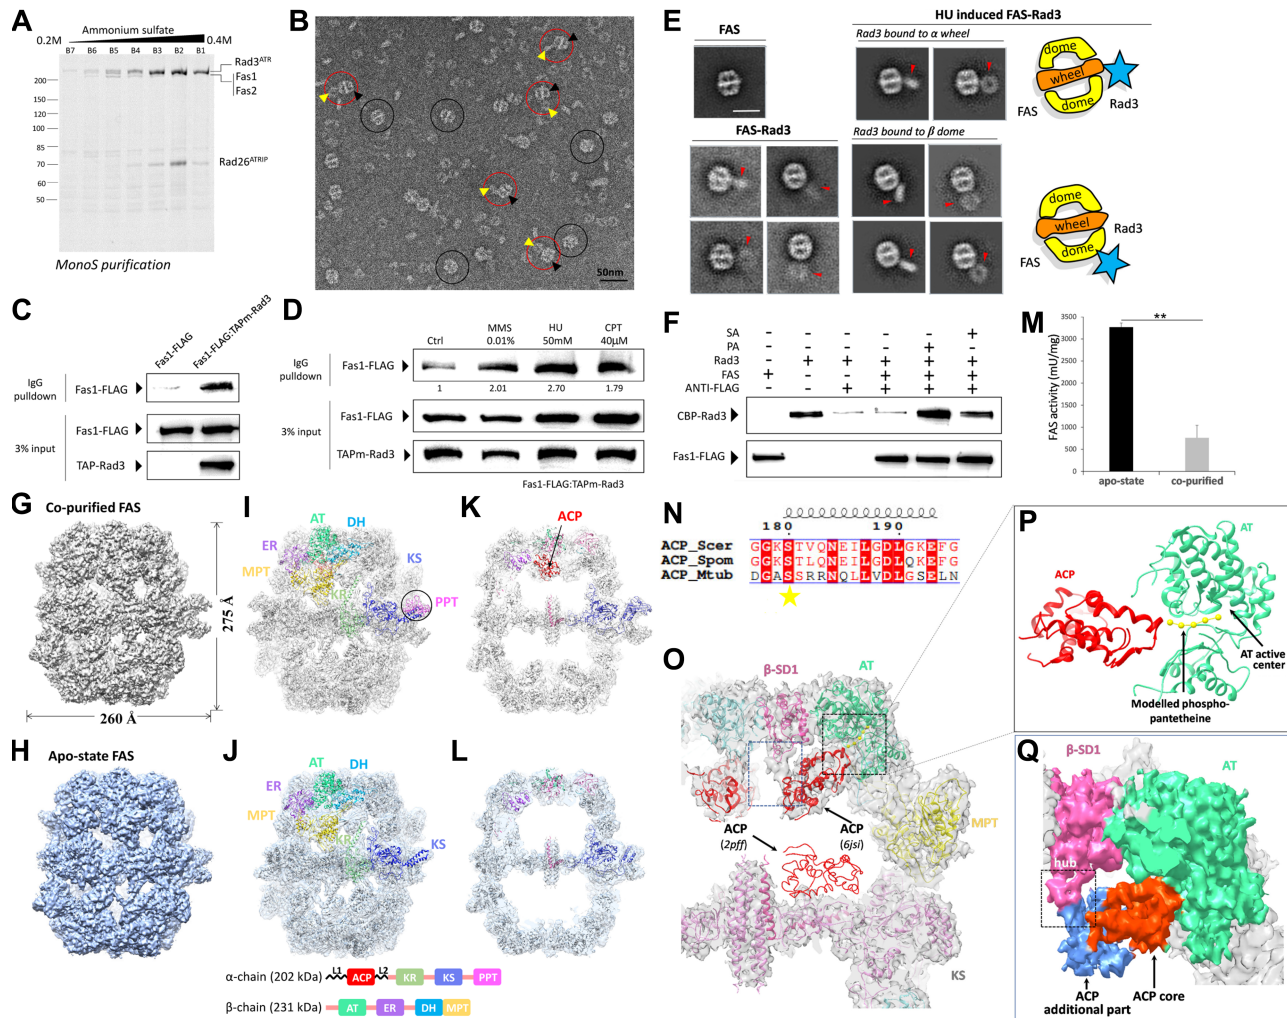 A
Ammonium sulfate
0.2M
0.4M
B7 B6 B5 B4 B3 B2 B1
200
150
120
100
80
70
60
50
Rad3ATR
Fas1
Fas2
Rad26ATRIP
MonoS purification
B
50nm
E
FAS
HU induced FAS-Rad3
Rad3 bound to α wheel
FAS-Rad3
Rad3 bound to β dome
dome
wheel
dome
FAS
Rad3
dome
wheel
dome
Rad3
FAS
C
Fas1-FLAG
Fas1-FLAG:TAPm-Rad3
IgG pulldown
Fas1-FLAG
3% input
Fas1-FLAG
TAP-Rad3
D
Ctrl
MMS 0.01%
HU 50mM
CPT 40µM
IgG pulldown
Fas1-FLAG
1 2.01 2.70 1.79
3% input
Fas1-FLAG
TAPm-Rad3
Fas1-FLAG:TAPm-Rad3
F
SA - - - - - +
PA - - - - + -
Rad3 - + + + + +
FAS + - - + + +
ANTI-FLAG - - + + + +
CBP-Rad3
Fas1-FLAG
M
**
FAS activity (mU/mg)
3500
3000
2500
2000
1500
1000
500
0
apo-state
co-purified
G
Co-purified FAS
275 Å
260 Å
I
AT
DH
ER
MPT
KR
KS
PPT
K
ACP
N
180 190
ACP_Scer GGKSTVQNEILGDLGKEFG
ACP_Spom GGKSTLQNEILGDLQKEFG
ACP_Mtub DGASSRRNQLLVDLGSELN
P
AT
ACP
AT active center
Modelled phospho-pantetheine
H
Apo-state FAS
J
AT
DH
ER
MPT
KR
KS
L
α-chain (202 kDa)
L1 ACP L2 KR KS PPT
β-chain (231 kDa)
AT ER DH MPT
O
β-SD1
AT
ACP
(2pff)
ACP
(6jsi)
MPT
KS
Q
β-SD1
AT
hub
ACP additional part
ACP core